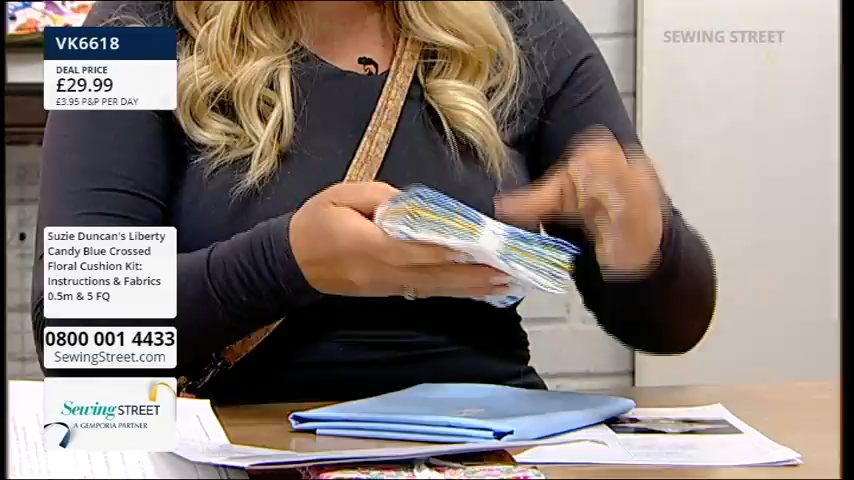 VK6618
DEAL PRICE
£29.99
£3.95 P&P PER DAY
SEWING STREET
Suzie Duncan's Liberty
Candy Blue Crossed
Floral Cushion Kit:
Instructions & Fabrics
0.5m & 5 FQ
0800 001 4433
SewingStreet.com
Sewing STREET
A GEMPORIA PARTNER